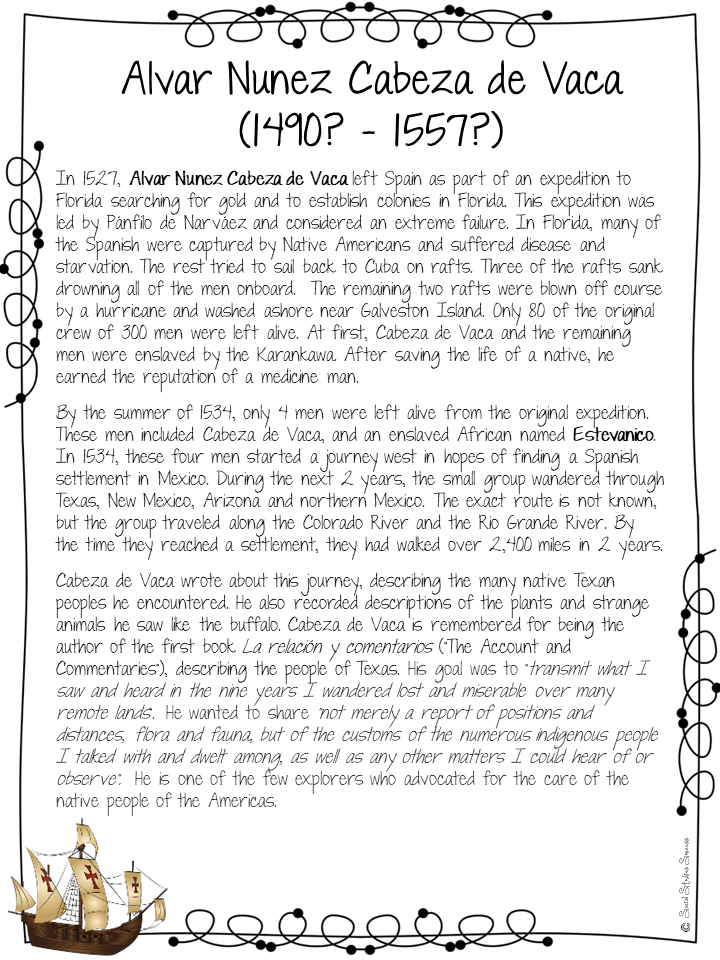 Alvar Nunez Cabeza de Vaca
(1490? - 1557?)
In 1527, Alvar Nunez Cabeza de Vaca left Spain as part of an expedition to
Florida searching for gold and to establish colonies in Florida. This expedition was
led by Pánfilo de Narváez and considered an extreme failure. In Florida, many of
the Spanish were captured by Native Americans and suffered disease and
starvation. The rest tried to sail back to Cuba on rafts. Three of the rafts sank
drowning all of the men onboard. The remaining two rafts were blown off course
by a hurricane and washed ashore near Galveston Island. Only 80 of the original
crew of 300 men were left alive. At first, Cabeza de Vaca and the remaining
men were enslaved by the Karankawa. After saving the life of a native, he
earned the reputation of a medicine man.
By the summer of 1534, only 4 men were left alive from the original expedition.
These men included Cabeza de Vaca, and an enslaved African named Estevanico.
In 1534, these four men started a journey west in hopes of finding a Spanish
settlement in Mexico. During the next 2 years, the small group wandered through
Texas, New Mexico, Arizona and northern Mexico. The exact route is not known,
but the group traveled along the Colorado River and the Rio Grande River. By
the time they reached a settlement, they had walked over 2,400 miles in 2 years.
Cabeza de Vaca wrote about this journey, describing the many native Texan
peoples he encountered. He also recorded descriptions of the plants and strange
animals he saw like the buffalo. Cabeza de Vaca is remembered for being the
author of the first book La relación y comentarios ("The Account and
Commentaries"), describing the people of Texas. His goal was to "transmit what I
saw and heard in the nine years I wandered lost and miserable over many
remote lands". He wanted to share "not merely a report of positions and
distances, flora and fauna, but of the customs of the numerous indigenous people
I talked with and dwelt among, as well as any other matters I could hear of or
observe". He is one of the few explorers who advocated for the care of the
native people of the Americas.
© Social Studies Success